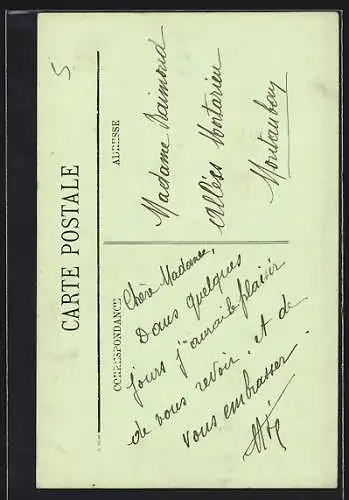 5
CARTE POSTALE
CORRESPONDANCE
ADRESSE
Chère Madame,
Dans quelques
jours j'aurai le plaisir
de vous revoir. et de
vous embrasser.
Madame Raimond
Allées Mortarieu
Montauban